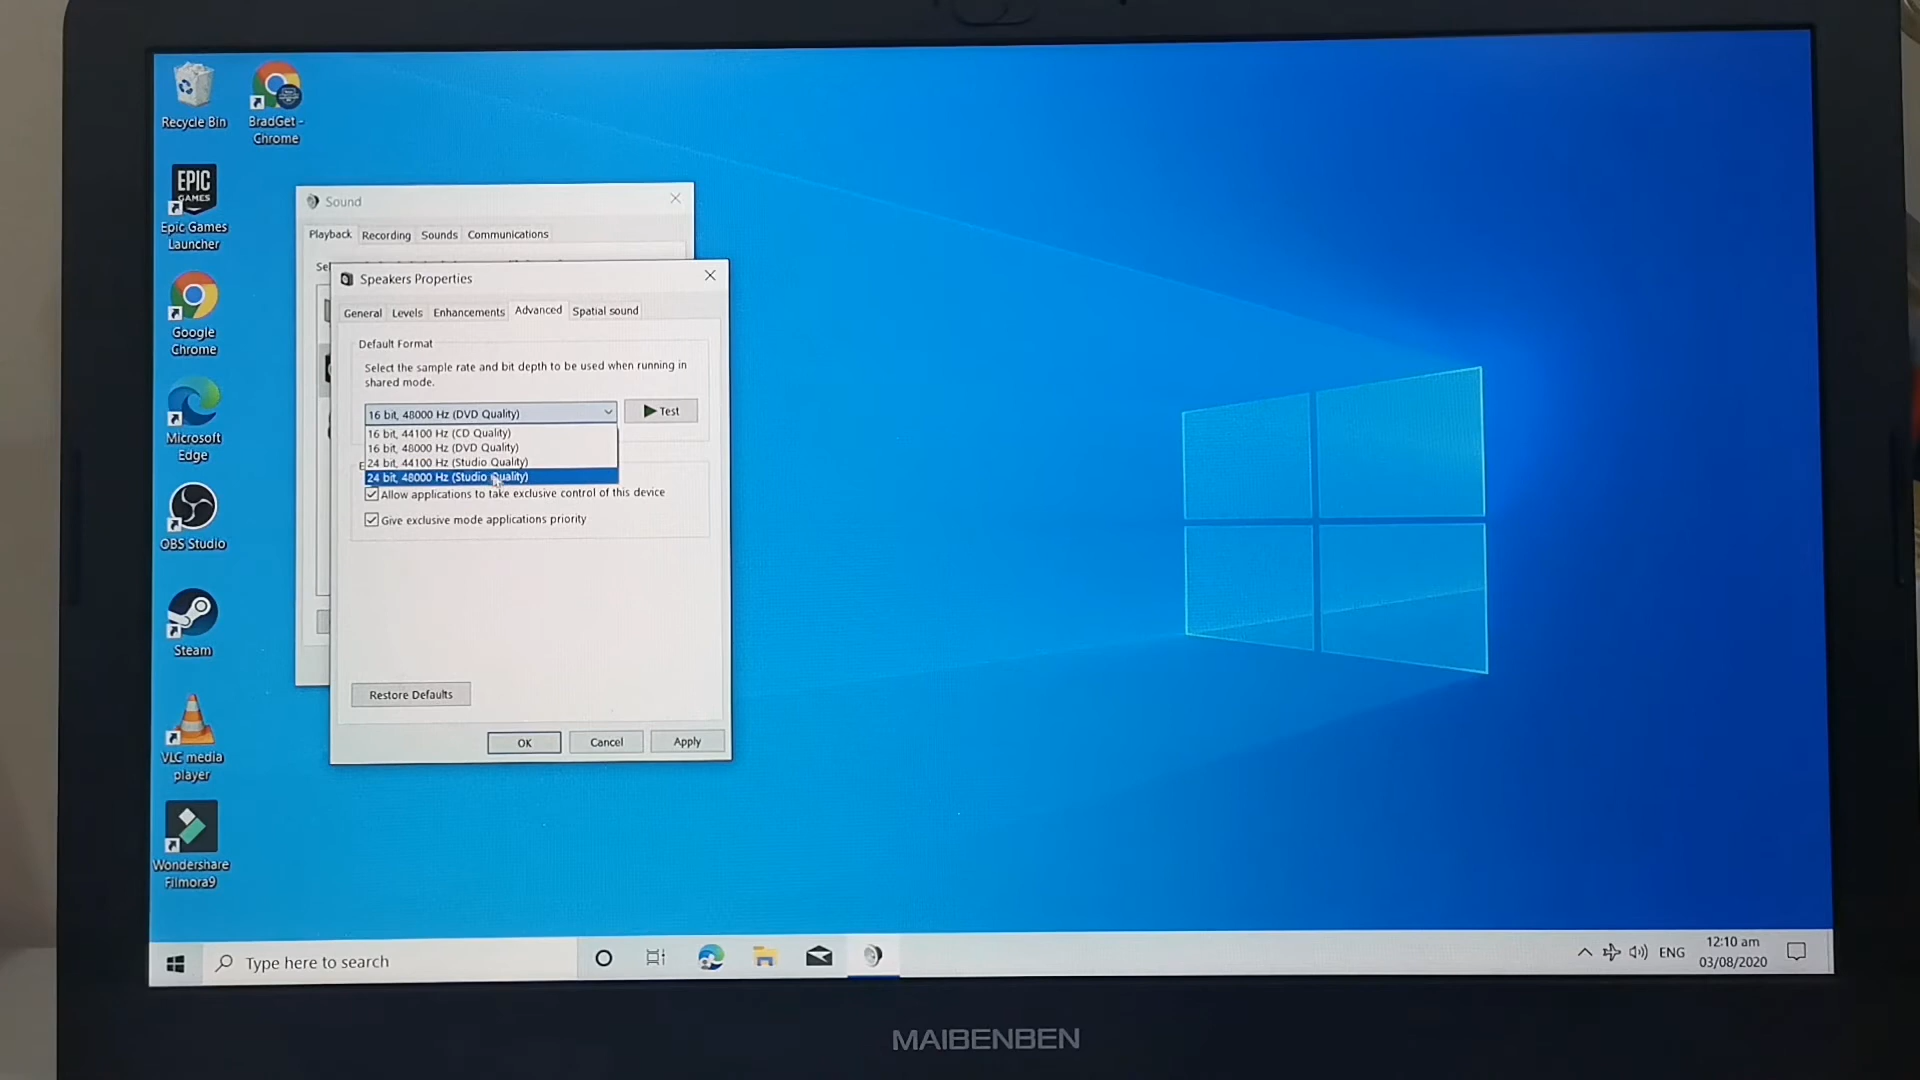 Recycle Bin
BradGet -
Chrome
EPIC
GAMES
Epic Games
Launcher
Google
Chrome
Microsoft
Edge
OBS Studio
Steam
VLC media
player
Wondershare
Filmora9
Sound
Playback
Recording
Sounds
Communications
Sel
Speakers Properties
General
Levels
Enhancements
Advanced
Spatial sound
Default Format
Select the sample rate and bit depth to be used when running in
shared mode.
16 bit, 48000 Hz (DVD Quality)
Test
16 bit, 44100 Hz (CD Quality)
16 bit, 48000 Hz (DVD Quality)
24 bit, 44100 Hz (Studio Quality)
24 bit, 48000 Hz (Studio Quality)
E
Allow applications to take exclusive control of this device
Give exclusive mode applications priority
Restore Defaults
OK
Cancel
Apply
Type here to search
ENG
12:10 am
03/08/2020
MAIBENBEN